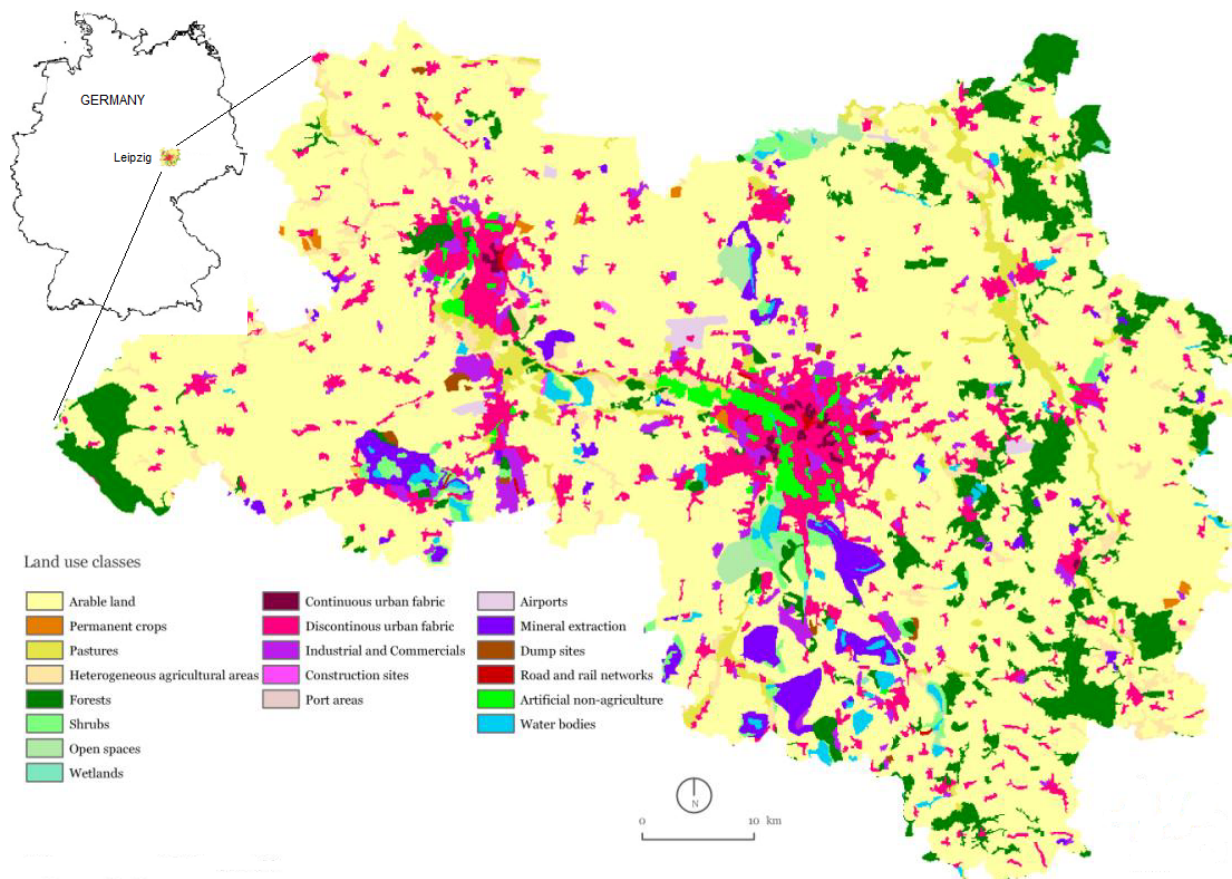 GERMANY
Leipzig
Land use classes
Arable land
Permanent crops
Pastures
Heterogeneous agricultural areas
Forests
Shrubs
Open spaces
Wetlands
Continuous urban fabric
Discontinous urban fabric
Industrial and Commercials
Construction sites
Port areas
Airports
Mineral extraction
Dump sites
Road and rail networks
Artificial non-agriculture
Water bodies
N
0 10 km